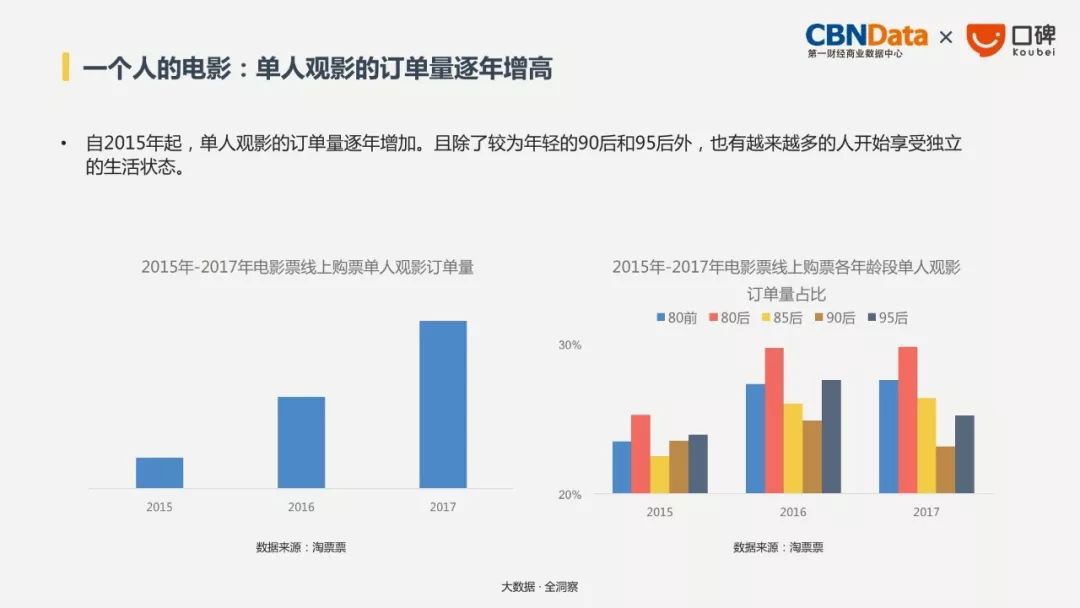 CBNData × 口碑
第一财经商业数据中心 Koubei
一个人的电影：单人观影的订单量逐年增高
• 自2015年起，单人观影的订单量逐年增加。且除了较为年轻的90后和95后外，也有越来越多的人开始享受独立
的生活状态。
2015年-2017年电影票线上购票单人观影订单量
2015 2016 2017
数据来源：淘票票
2015年-2017年电影票线上购票各年龄段单人观影
订单量占比
80前 80后 85后 90后 95后
30%
20%
2015 2016 2017
数据来源：淘票票
大数据·全洞察